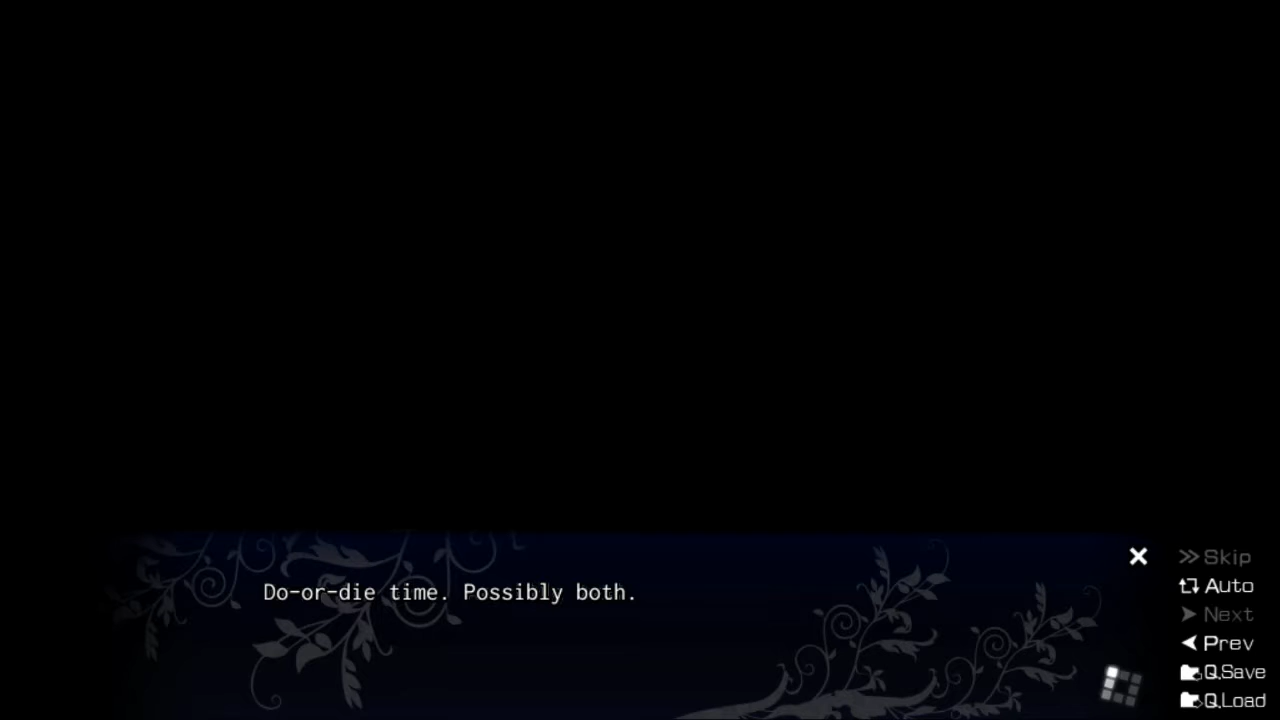 Do-or-die time. Possibly both.
Skip
Auto
Next
Prev
Q.Save
Q.Load